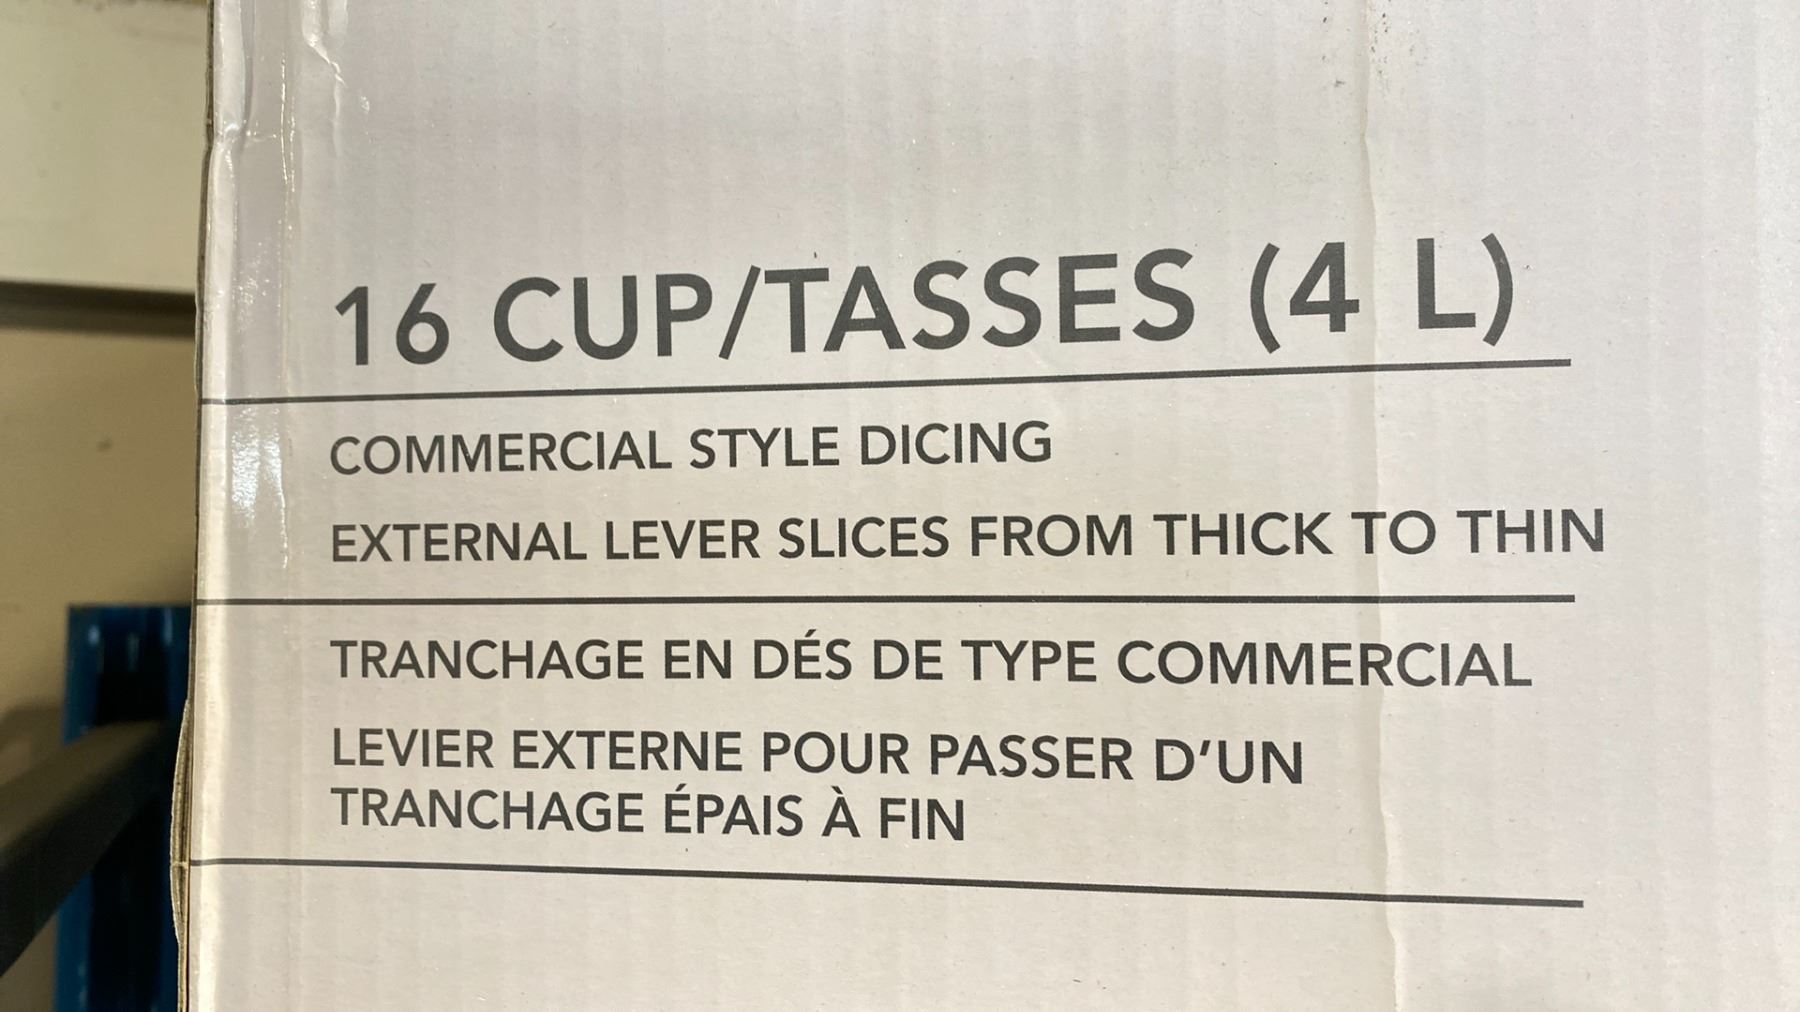 16 CUP/TASSES (4 L)
COMMERCIAL STYLE DICING
EXTERNAL LEVER SLICES FROM THICK TO THIN
TRANCHAGE EN DÉS DE TYPE COMMERCIAL
LEVIER EXTERNE POUR PASSER D’UN
TRANCHAGE ÉPAIS À FIN